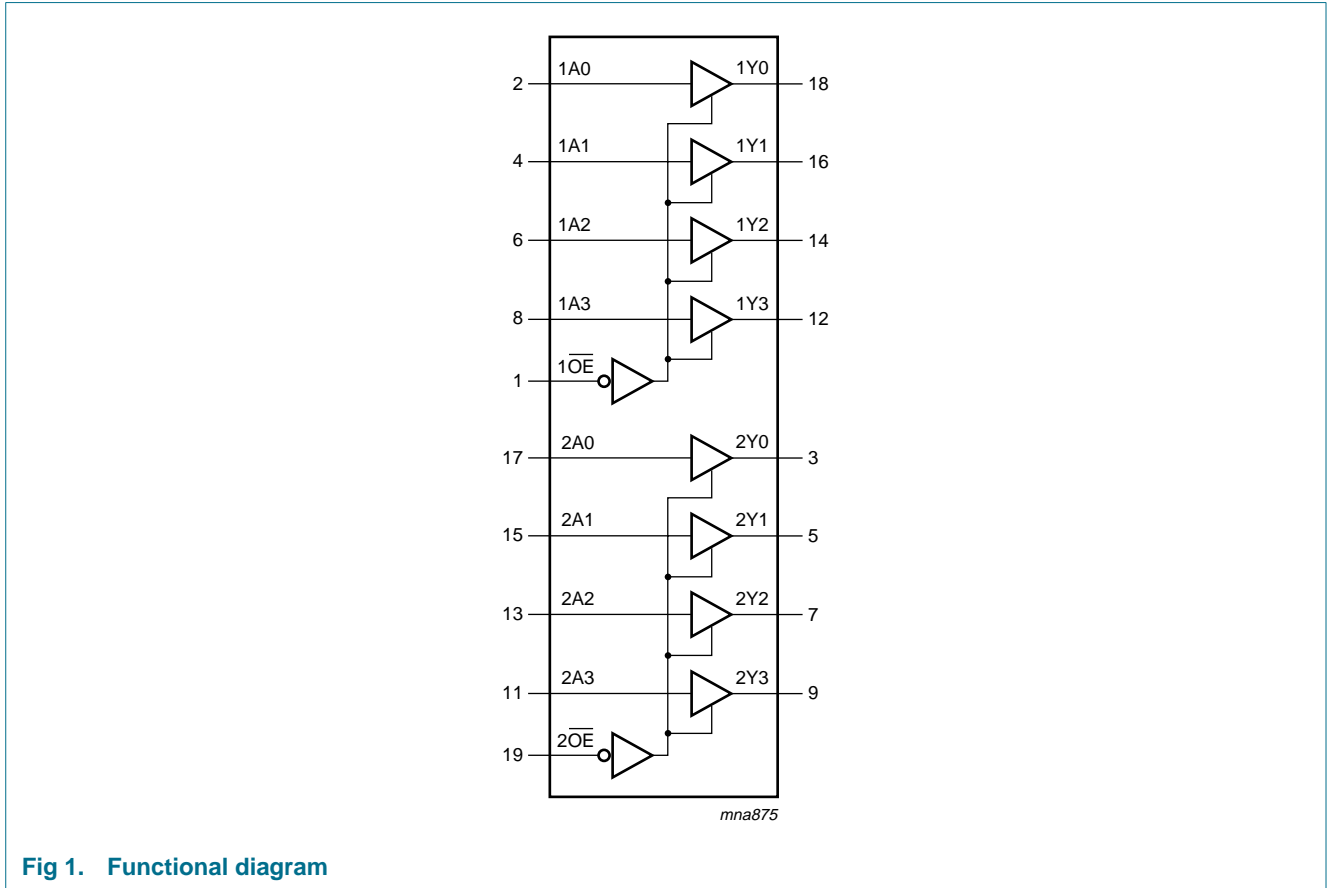 2 1A0 1Y0 18
4 1A1 1Y1 16
6 1A2 1Y2 14
8 1A3 1Y3 12
1 1O̅E̅
17 2A0 2Y0 3
15 2A1 2Y1 5
13 2A2 2Y2 7
11 2A3 2Y3 9
19 2O̅E̅
mna875
Fig 1. Functional diagram